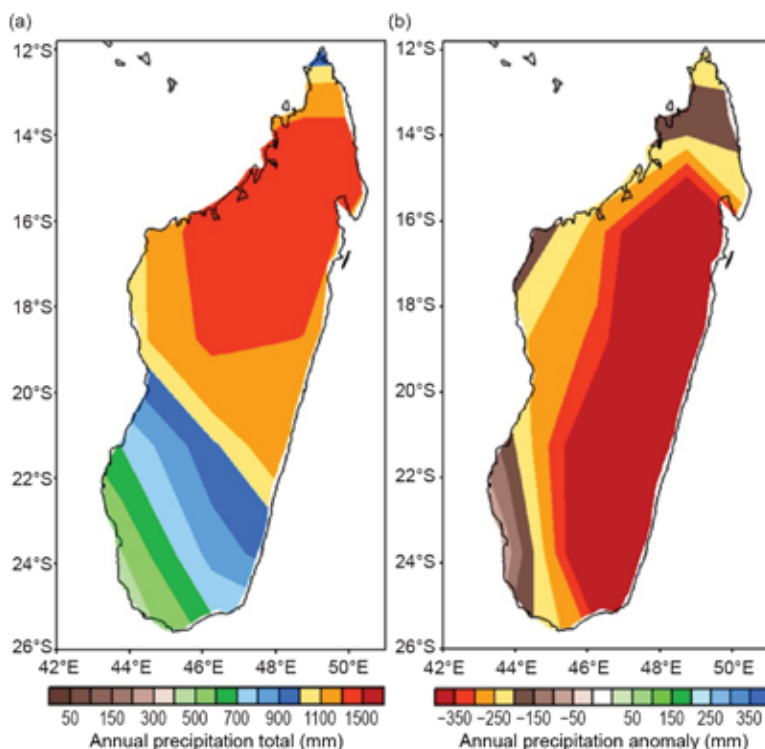 (a) (b)
12°S 12°S
14°S 14°S
16°S 16°S
18°S 18°S
20°S 20°S
22°S 22°S
24°S 24°S
26°S 26°S
42°E 44°E 46°E 48°E 50°E 42°E 44°E 46°E 48°E 50°E
50 150 300 500 700 900 1100 1500 −350 −250 −150 −50 50 150 250 350
Annual precipitation total (mm) Annual precipitation anomaly (mm)